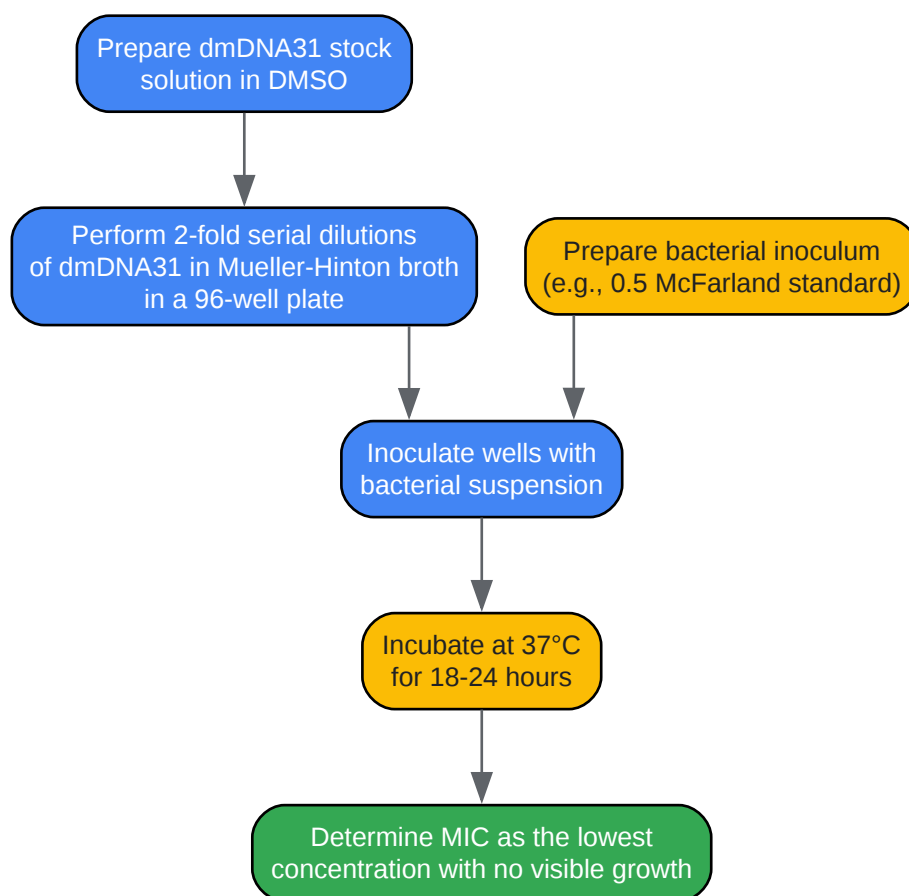 Prepare dmDNA31 stock
solution in DMSO
Perform 2-fold serial dilutions
of dmDNA31 in Mueller-Hinton broth
in a 96-well plate
Prepare bacterial inoculum
(e.g., 0.5 McFarland standard)
Inoculate wells with
bacterial suspension
Incubate at 37°C
for 18-24 hours
Determine MIC as the lowest
concentration with no visible growth